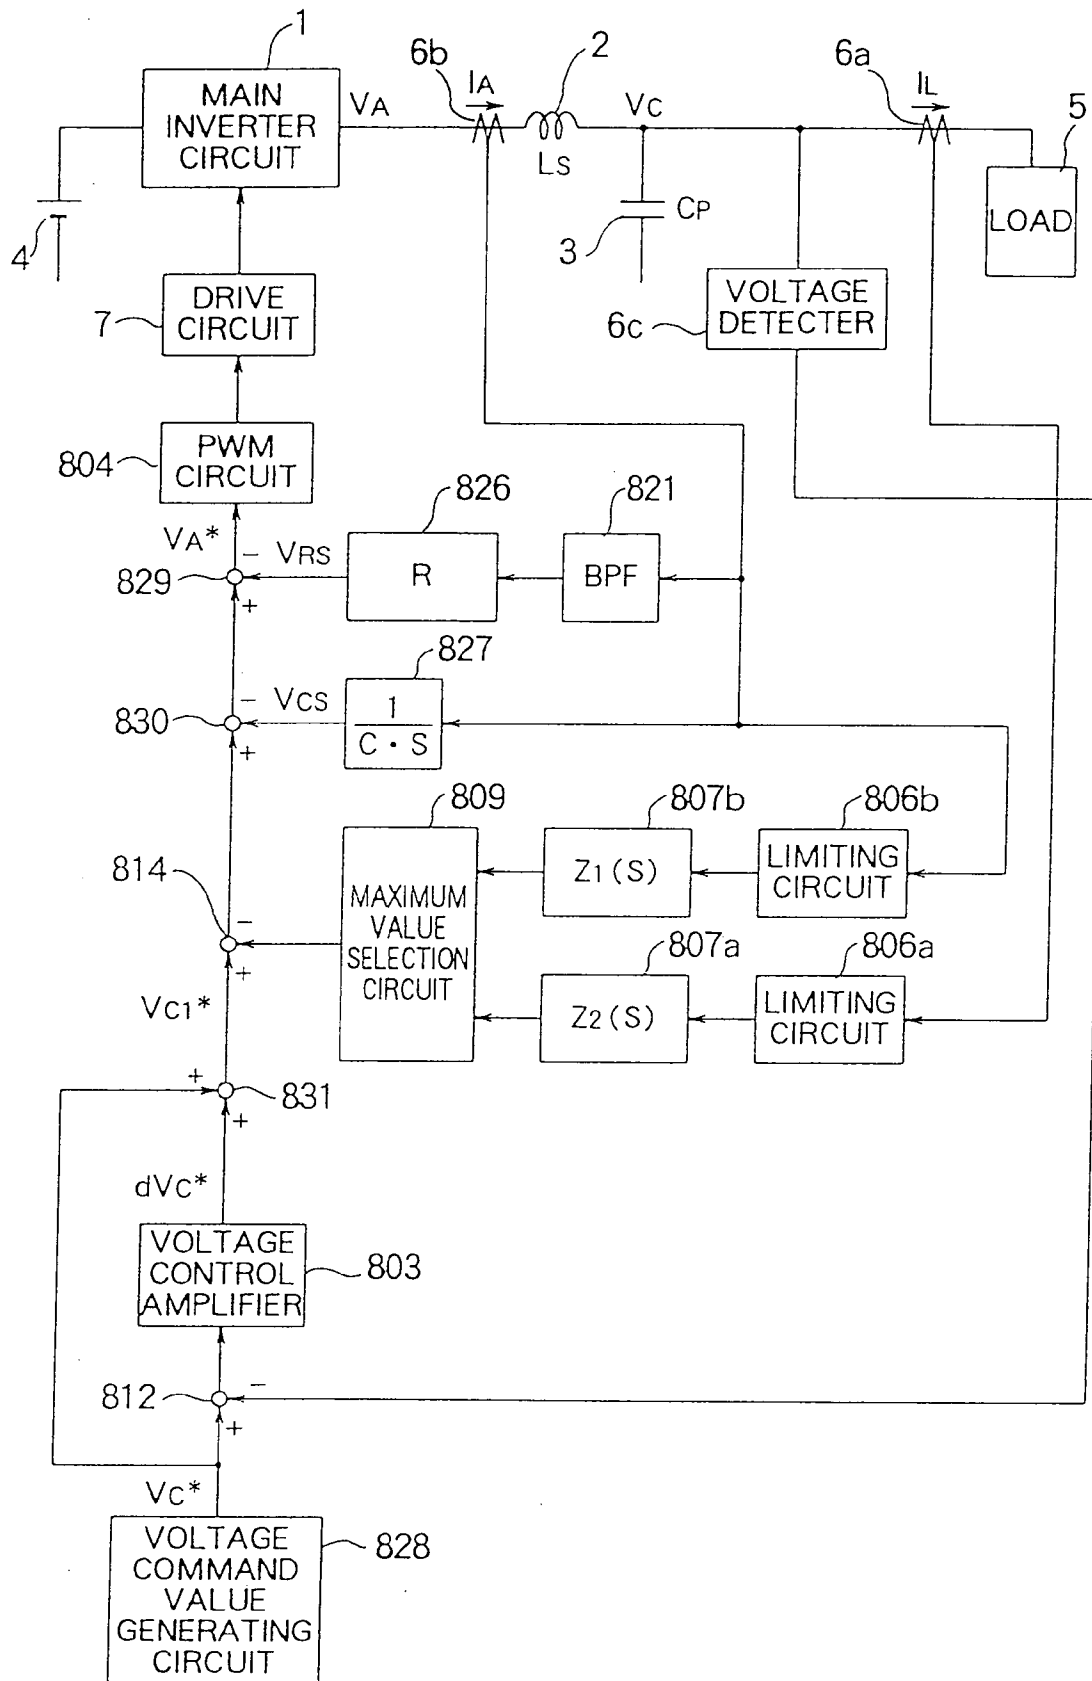 1
6b
2
6a
MAIN
INVERTER
CIRCUIT
VA
IA
VC
IL
5
LS
CP
LOAD
4
3
DRIVE
CIRCUIT
7
VOLTAGE
DETECTER
6c
PWM
CIRCUIT
804
826
821
VA*
−
VRS
R
BPF
829
+
827
−
VCS
1
C · S
830
+
809
807b
806b
814
MAXIMUM
VALUE
SELECTION
CIRCUIT
Z1(S)
LIMITING
CIRCUIT
−
+
807a
806a
VC1*
Z2(S)
LIMITING
CIRCUIT
+
831
+
dVC*
VOLTAGE
CONTROL
AMPLIFIER
803
812
−
+
VC*
VOLTAGE
COMMAND
VALUE
GENERATING
CIRCUIT
828